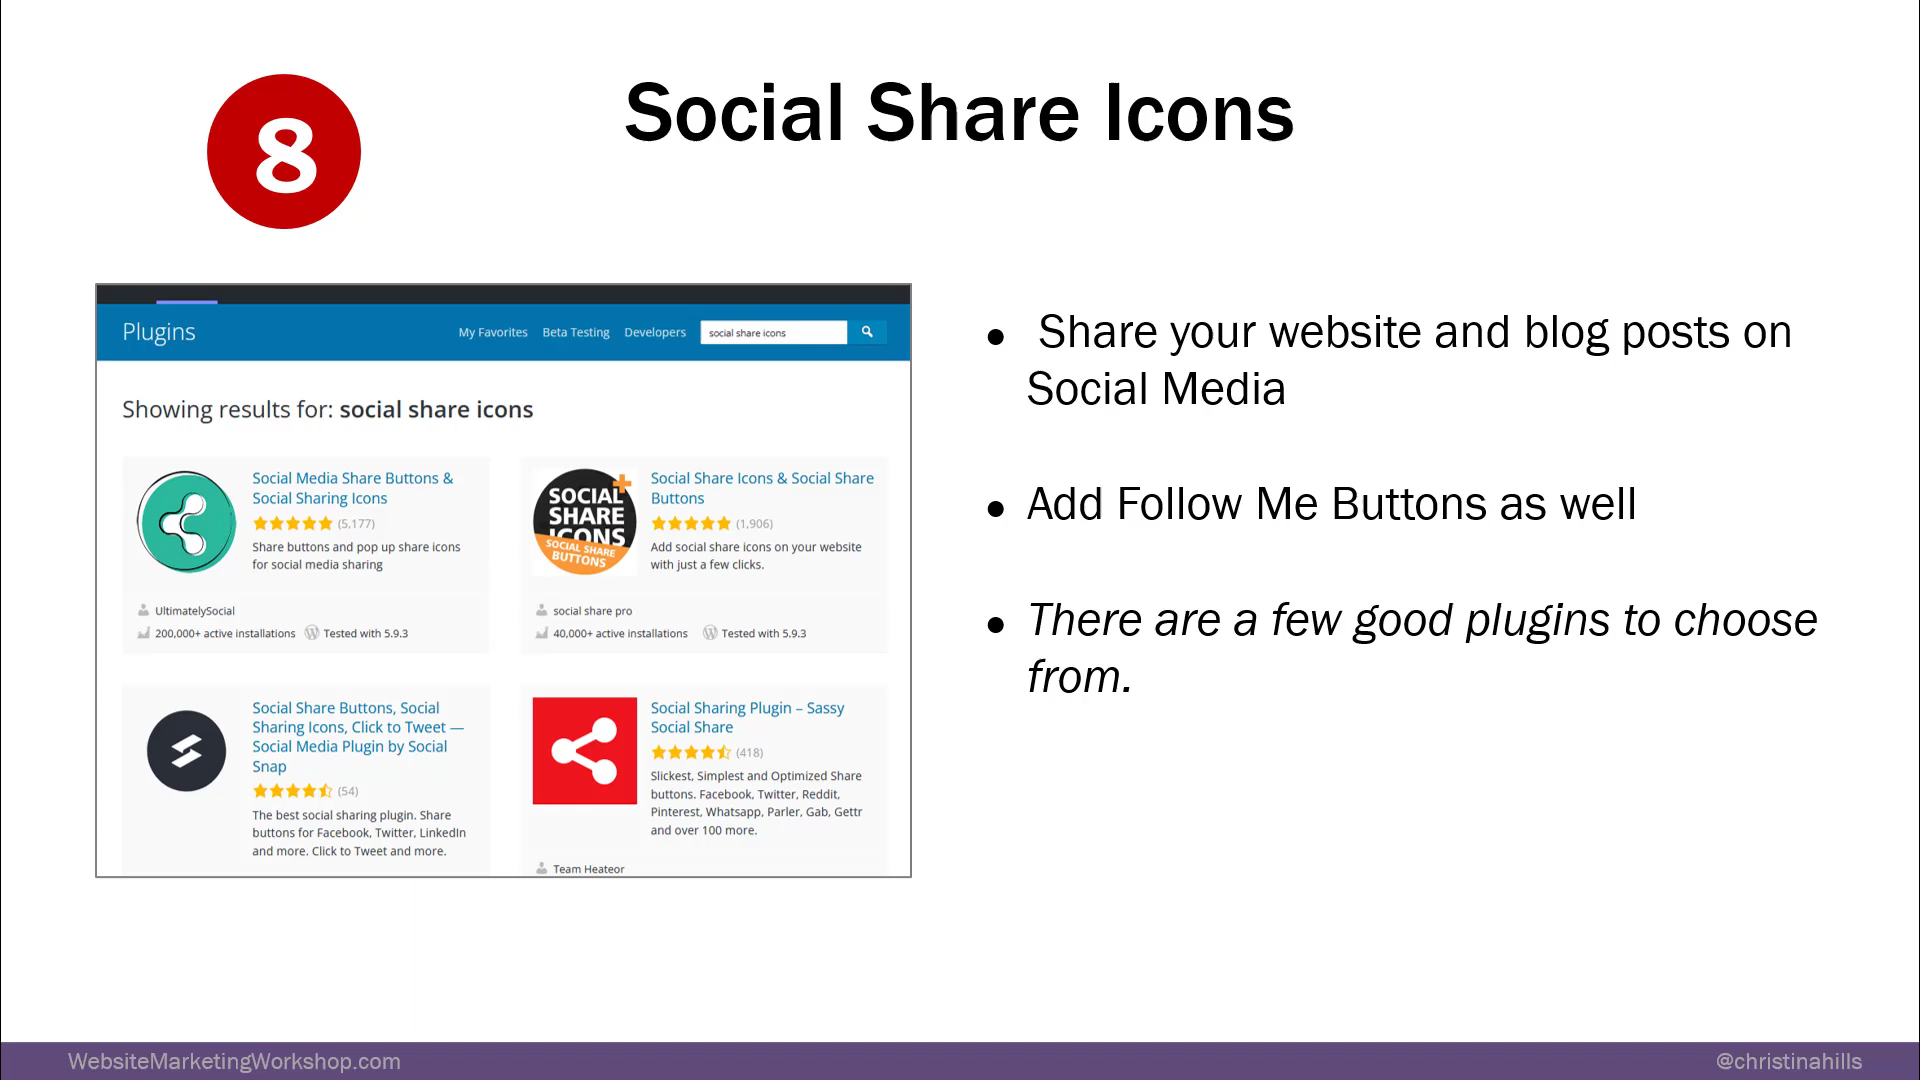 8
Social Share Icons
Plugins
My Favorites Beta Testing Developers social share icons
Showing results for: social share icons
Social Media Share Buttons &
Social Sharing Icons
(5,177)
Share buttons and pop up share icons
for social media sharing
UltimatelySocial
200,000+ active installations Tested with 5.9.3
SOCIAL
SHARE
ICONS
SOCIAL SHARE
BUTTONS
Social Share Icons & Social Share
Buttons
(1,906)
Add social share icons on your website
with just a few clicks.
social share pro
40,000+ active installations Tested with 5.9.3
Social Share Buttons, Social
Sharing Icons, Click to Tweet —
Social Media Plugin by Social
Snap
(54)
The best social sharing plugin. Share
buttons for Facebook, Twitter, LinkedIn
and more. Click to Tweet and more.
Social Sharing Plugin – Sassy
Social Share
(418)
Slickest, Simplest and Optimized Share
buttons. Facebook, Twitter, Reddit,
Pinterest, Whatsapp, Parler, Gab, Gettr
and over 100 more.
Team Heateor
• Share your website and blog posts on
Social Media
• Add Follow Me Buttons as well
• There are a few good plugins to choose
from.
WebsiteMarketingWorkshop.com
@christinahills